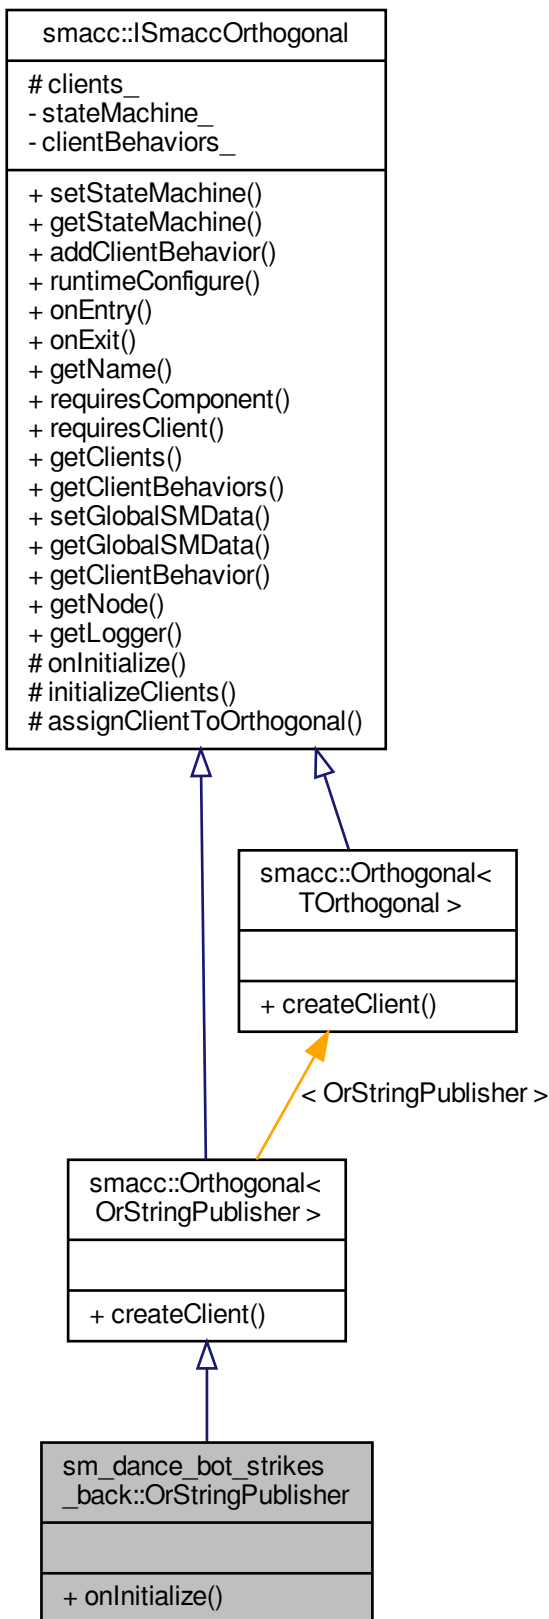 smacc::ISmaccOrthogonal
# clients_
- stateMachine_
- clientBehaviors_
+ setStateMachine()
+ getStateMachine()
+ addClientBehavior()
+ runtimeConfigure()
+ onEntry()
+ onExit()
+ getName()
+ requiresComponent()
+ requiresClient()
+ getClients()
+ getClientBehaviors()
+ setGlobalSMData()
+ getGlobalSMData()
+ getClientBehavior()
+ getNode()
+ getLogger()
# onInitialize()
# initializeClients()
# assignClientToOrthogonal()
smacc::Orthogonal<
TOrthogonal >
+ createClient()
< OrStringPublisher >
smacc::Orthogonal<
OrStringPublisher >
+ createClient()
sm_dance_bot_strikes
_back::OrStringPublisher
+ onInitialize()